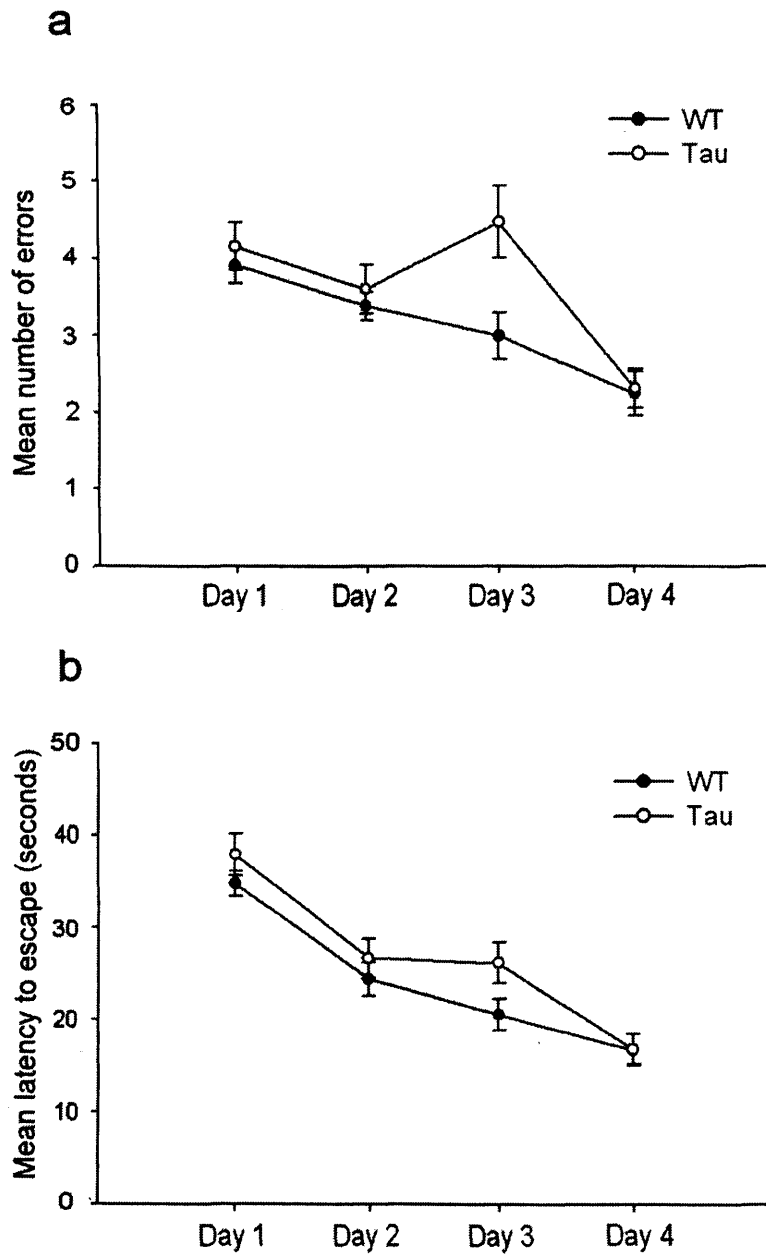 a
Mean number of errors
6
5
4
3
2
1
0
WT
Tau
Day 1 Day 2 Day 3 Day 4
b
Mean latency to escape (seconds)
50
40
30
20
10
0
WT
Tau
Day 1 Day 2 Day 3 Day 4